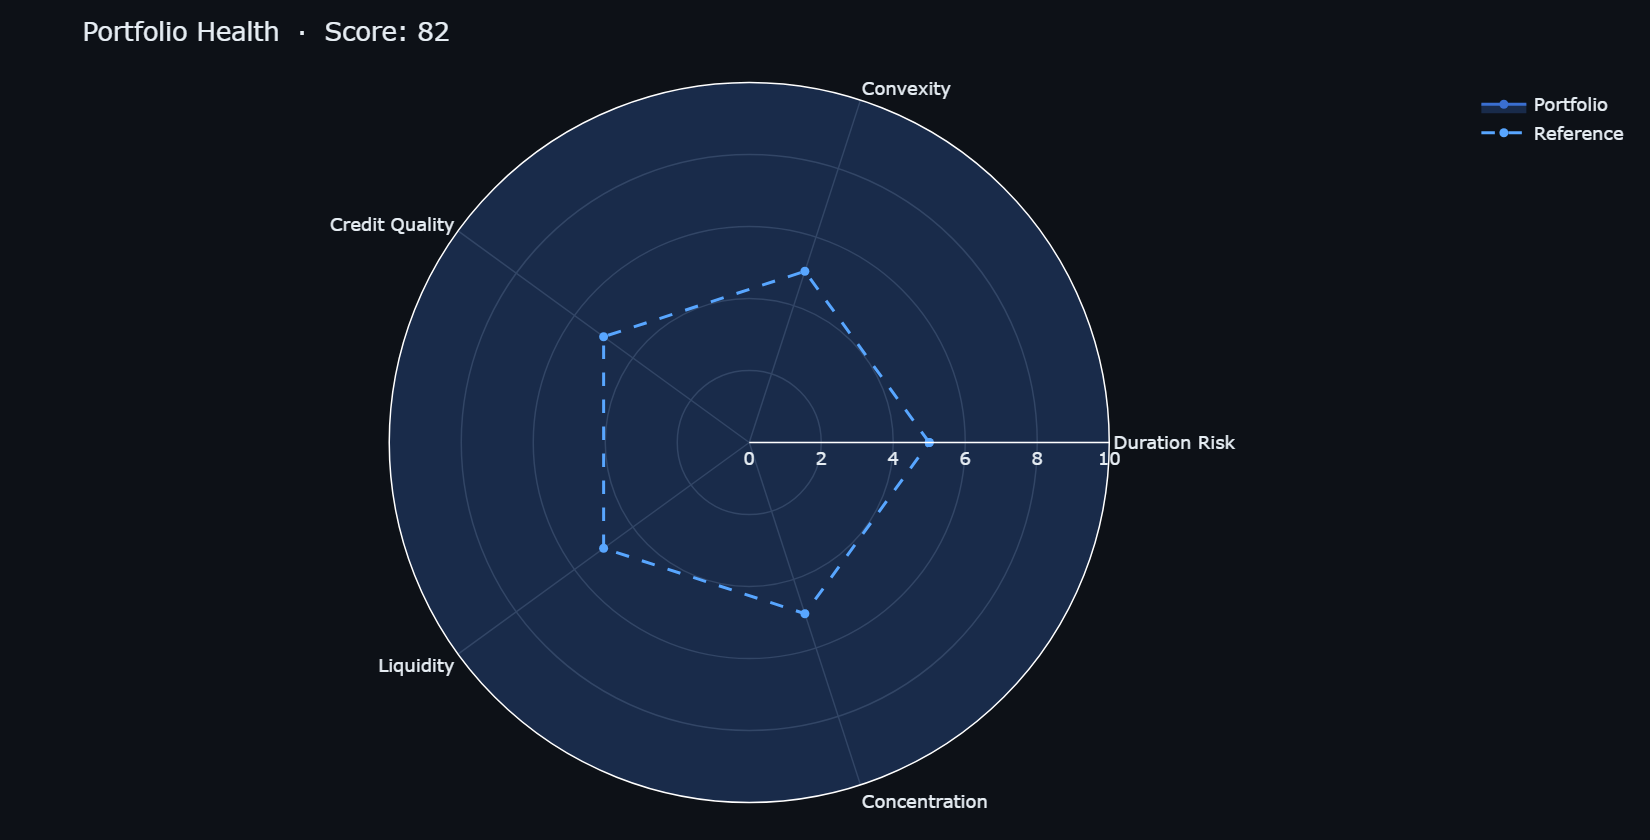 Portfolio Health · Score: 82
Convexity
Portfolio
Reference
Credit Quality
Duration Risk
0 2 4 6 8 10
Liquidity
Concentration